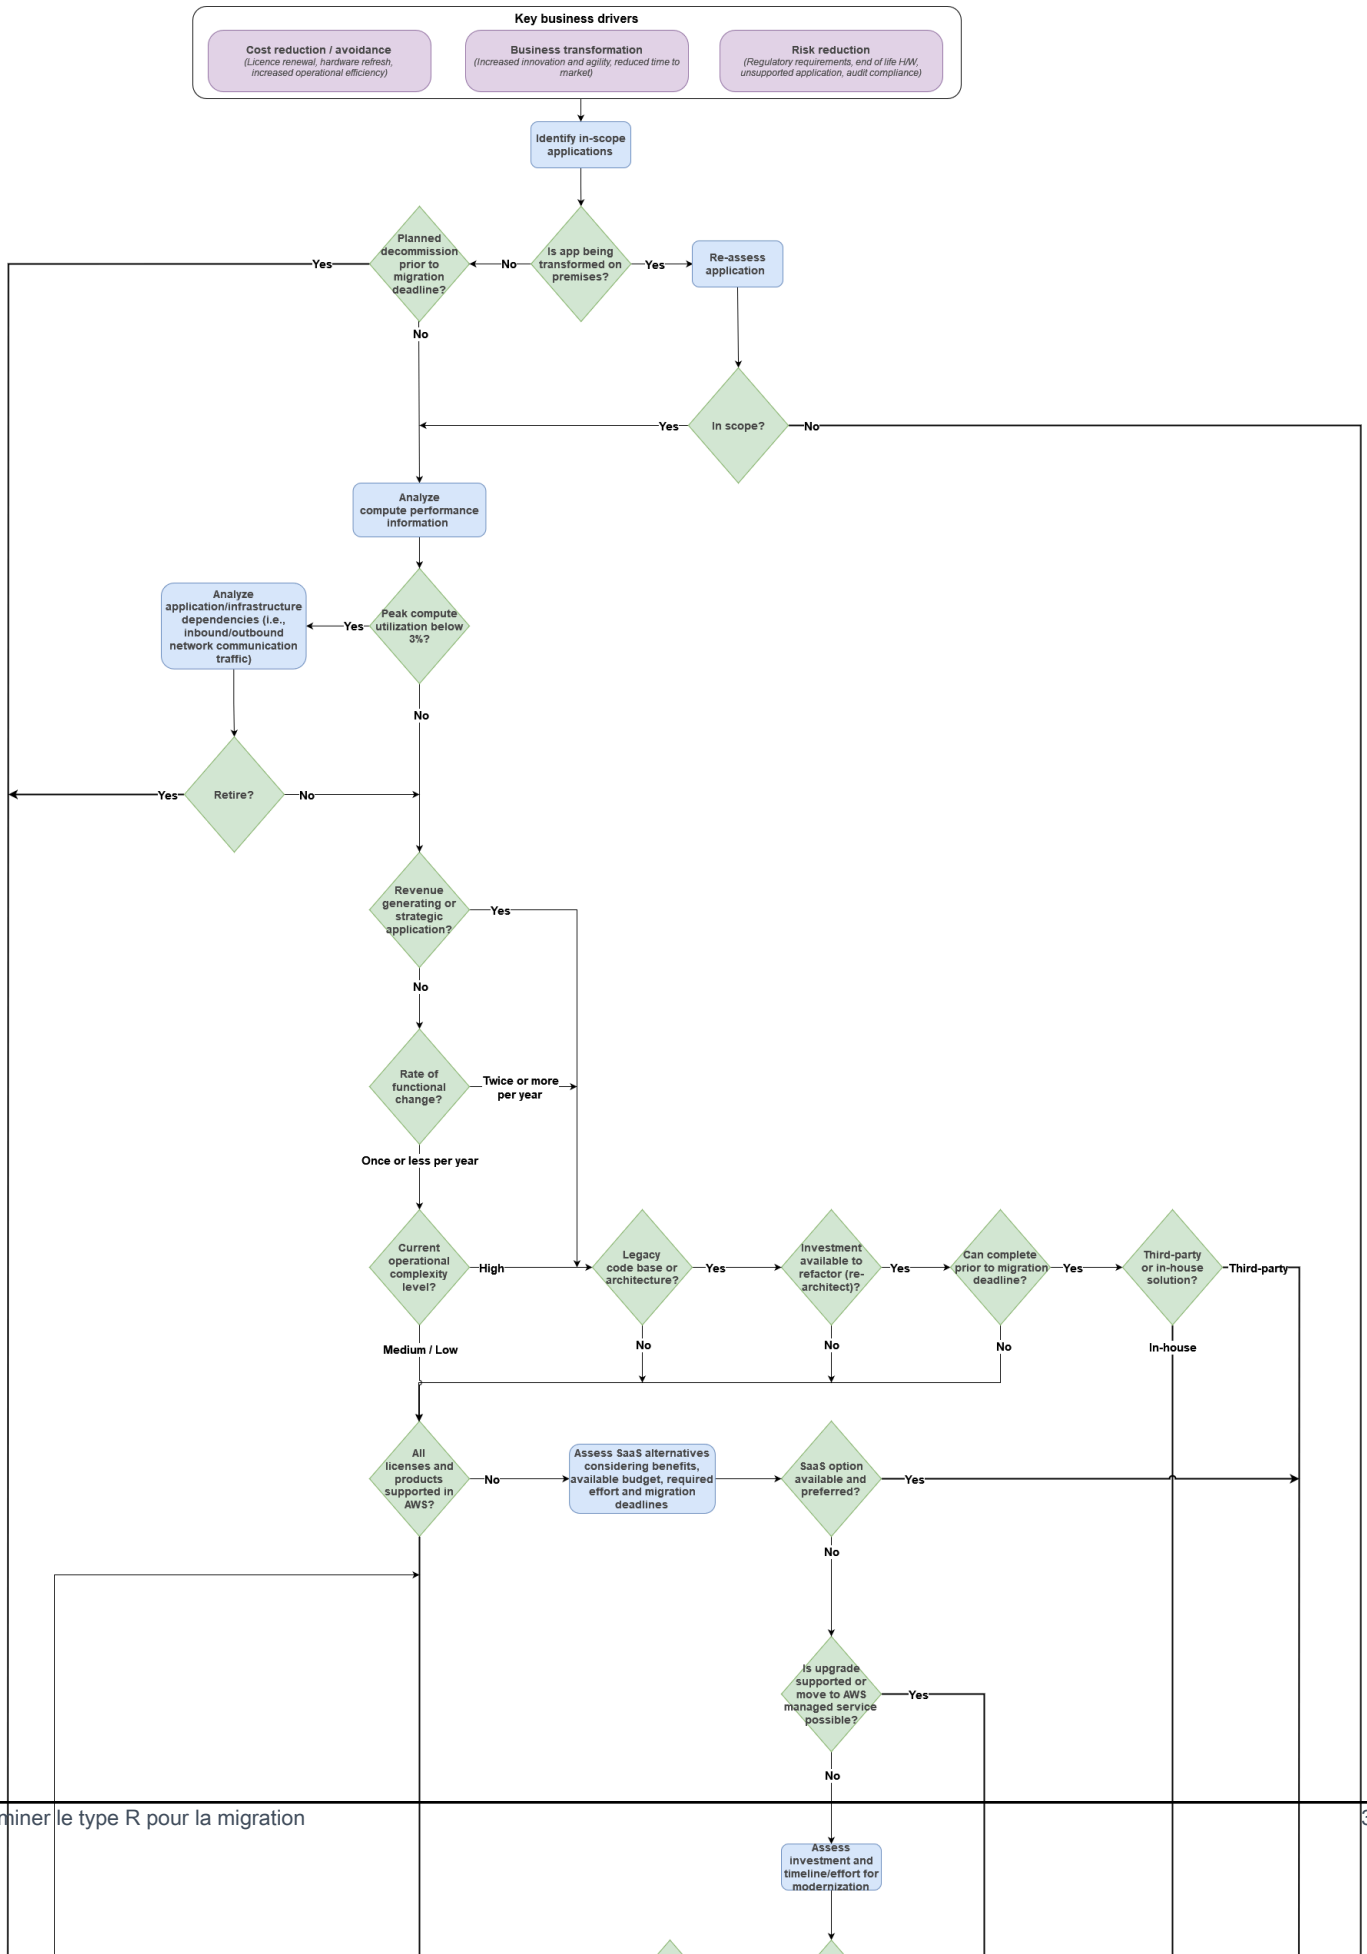 Key business drivers
Cost reduction / avoidance
(Licence renewal, hardware refresh,
increased operational efficiency)
Business transformation
(Increased innovation and agility, reduced time to
market)
Risk reduction
(Regulatory requirements, end of life H/W,
unsupported application, audit compliance)
Identify in-scope
applications
Planned
decommission
prior to
migration
deadline?
Yes
No
Is app being
transformed on
premises?
Yes
Re-assess
application
No
Yes
In scope?
No
Analyze
compute performance
information
Analyze
application/infrastructure
dependencies (i.e.,
inbound/outbound
network communication
traffic)
Yes
Peak compute
utilization below
3%?
No
Yes
Retire?
No
Revenue
generating or
strategic
application?
Yes
No
Rate of
functional
change?
Twice or more
per year
Once or less per year
Current
operational
complexity
level?
High
Legacy
code base or
architecture?
Yes
Investment
available to
refactor (re-
architect)?
Yes
Can complete
prior to migration
deadline?
Yes
Third-party
or in-house
solution?
Third-party
Medium / Low
No
No
No
In-house
All
licenses and
products
supported in
AWS?
No
Assess SaaS alternatives
considering benefits,
available budget, required
effort and migration
deadlines
SaaS option
available and
preferred?
Yes
No
Is upgrade
supported or
move to AWS
managed service
possible?
Yes
No
miner le type R pour la migration
3
Assess
investment and
timeline/effort for
modernization